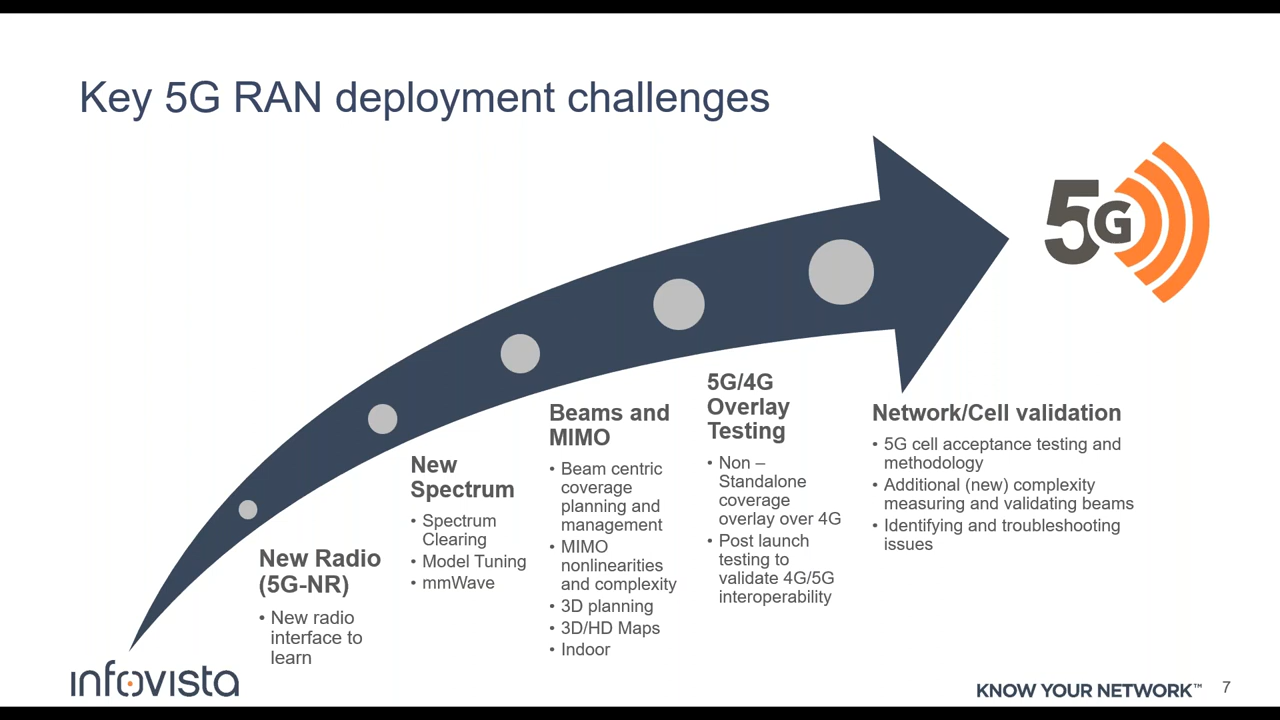 Key 5G RAN deployment challenges
5G
New Radio
(5G-NR)
• New radio
interface to
learn
New
Spectrum
• Spectrum
Clearing
• Model Tuning
• mmWave
Beams and
MIMO
• Beam centric
coverage
planning and
management
• MIMO
nonlinearities
and complexity
• 3D planning
• 3D/HD Maps
• Indoor
5G/4G
Overlay
Testing
• Non –
Standalone
coverage
overlay over 4G
• Post launch
testing to
validate 4G/5G
interoperability
Network/Cell validation
• 5G cell acceptance testing and
methodology
• Additional (new) complexity
measuring and validating beams
• Identifying and troubleshooting
issues
infovista
KNOW YOUR NETWORK™
7